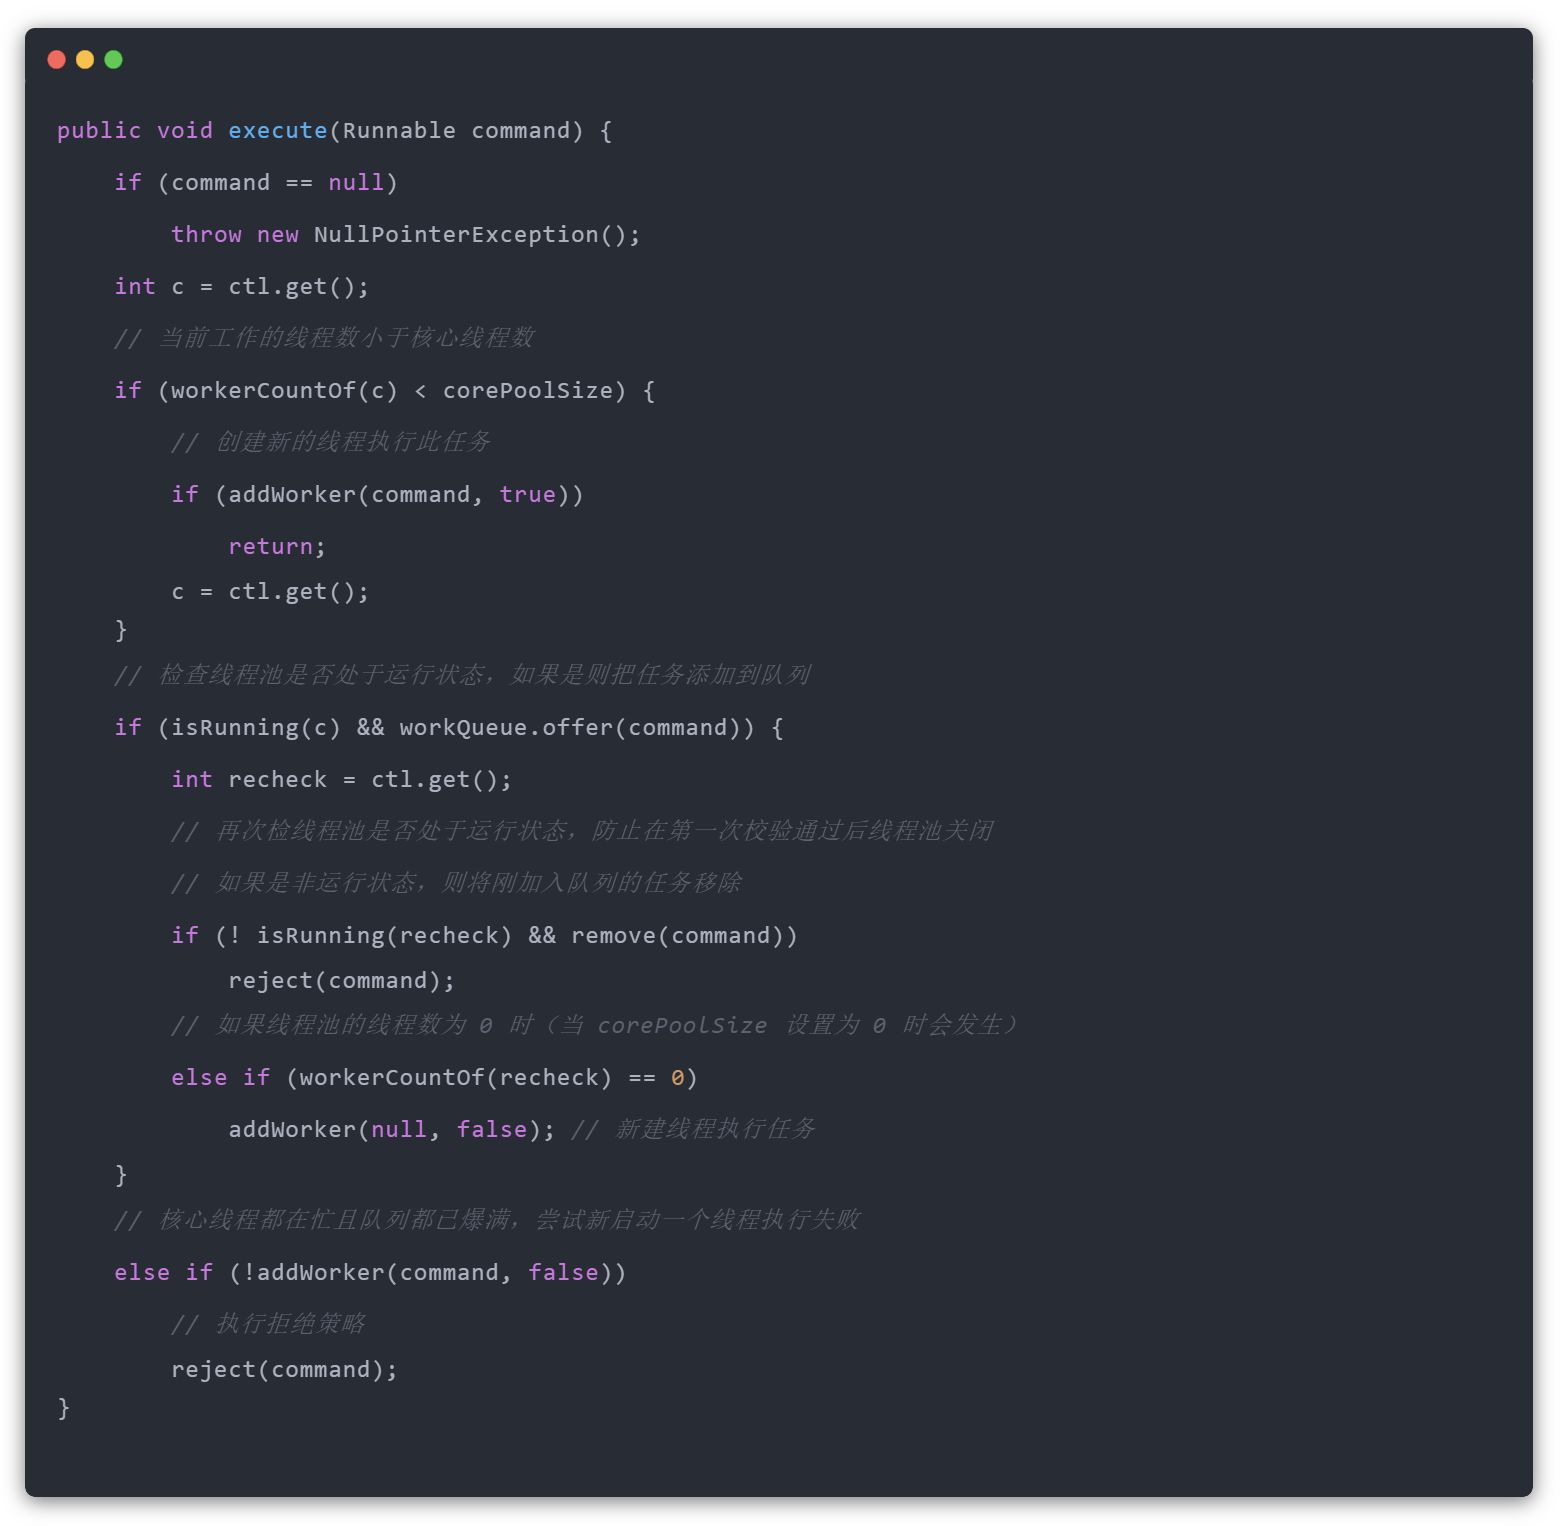 public void execute(Runnable command) {
    if (command == null)
        throw new NullPointerException();
    int c = ctl.get();
    // 当前工作的线程数小于核心线程数
    if (workerCountOf(c) < corePoolSize) {
        // 创建新的线程执行此任务
        if (addWorker(command, true))
            return;
        c = ctl.get();
    }
    // 检查线程池是否处于运行状态，如果是则把任务添加到队列
    if (isRunning(c) && workQueue.offer(command)) {
        int recheck = ctl.get();
        // 再次检线程池是否处于运行状态，防止在第一次校验通过后线程池关闭
        // 如果是非运行状态，则将刚加入队列的任务移除
        if (! isRunning(recheck) && remove(command))
            reject(command);
        // 如果线程池的线程数为 0 时（当 corePoolSize 设置为 0 时会发生）
        else if (workerCountOf(recheck) == 0)
            addWorker(null, false); // 新建线程执行任务
    }
    // 核心线程都在忙且队列都已爆满，尝试新启动一个线程执行失败
    else if (!addWorker(command, false))
        // 执行拒绝策略
        reject(command);
}